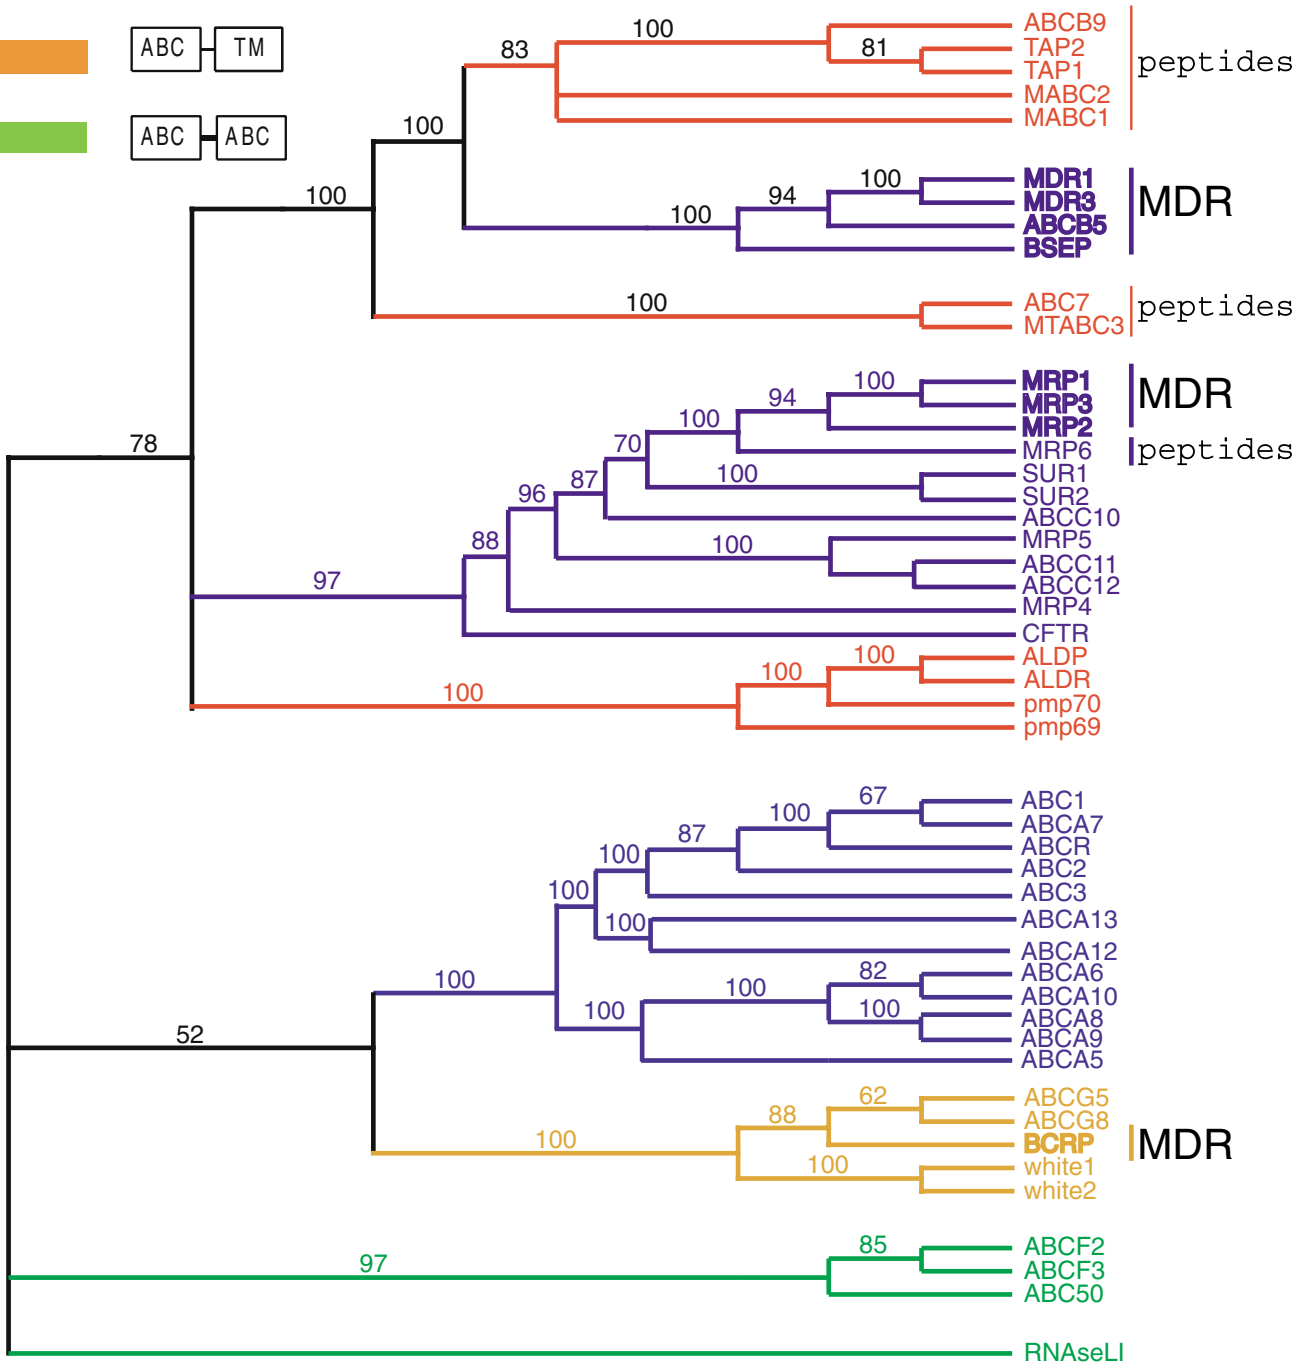 ABC TM
ABC ABC
83
100
81
ABCB9
TAP2
TAP1
MABC2
MABC1
peptides
100
100
100
94
100
MDR1
MDR3
ABCB5
BSEP
MDR
100
ABC7
MTABC3
peptides
78
97
88
96
87
70
100
94
100
MRP1
MRP3
MRP2
MDR
MRP6
peptides
100
SUR1
SUR2
ABCC10
100
MRP5
ABCC11
ABCC12
MRP4
CFTR
100
100
100
ALDP
ALDR
pmp70
pmp69
52
100
100
100
87
100
67
ABC1
ABCA7
ABCR
ABC2
ABC3
100
ABCA13
ABCA12
100
100
82
100
ABCA6
ABCA10
ABCA8
ABCA9
ABCA5
100
88
62
100
ABCG5
ABCG8
BCRP
MDR
white1
white2
97
85
ABCF2
ABCF3
ABC50
RNAseLI